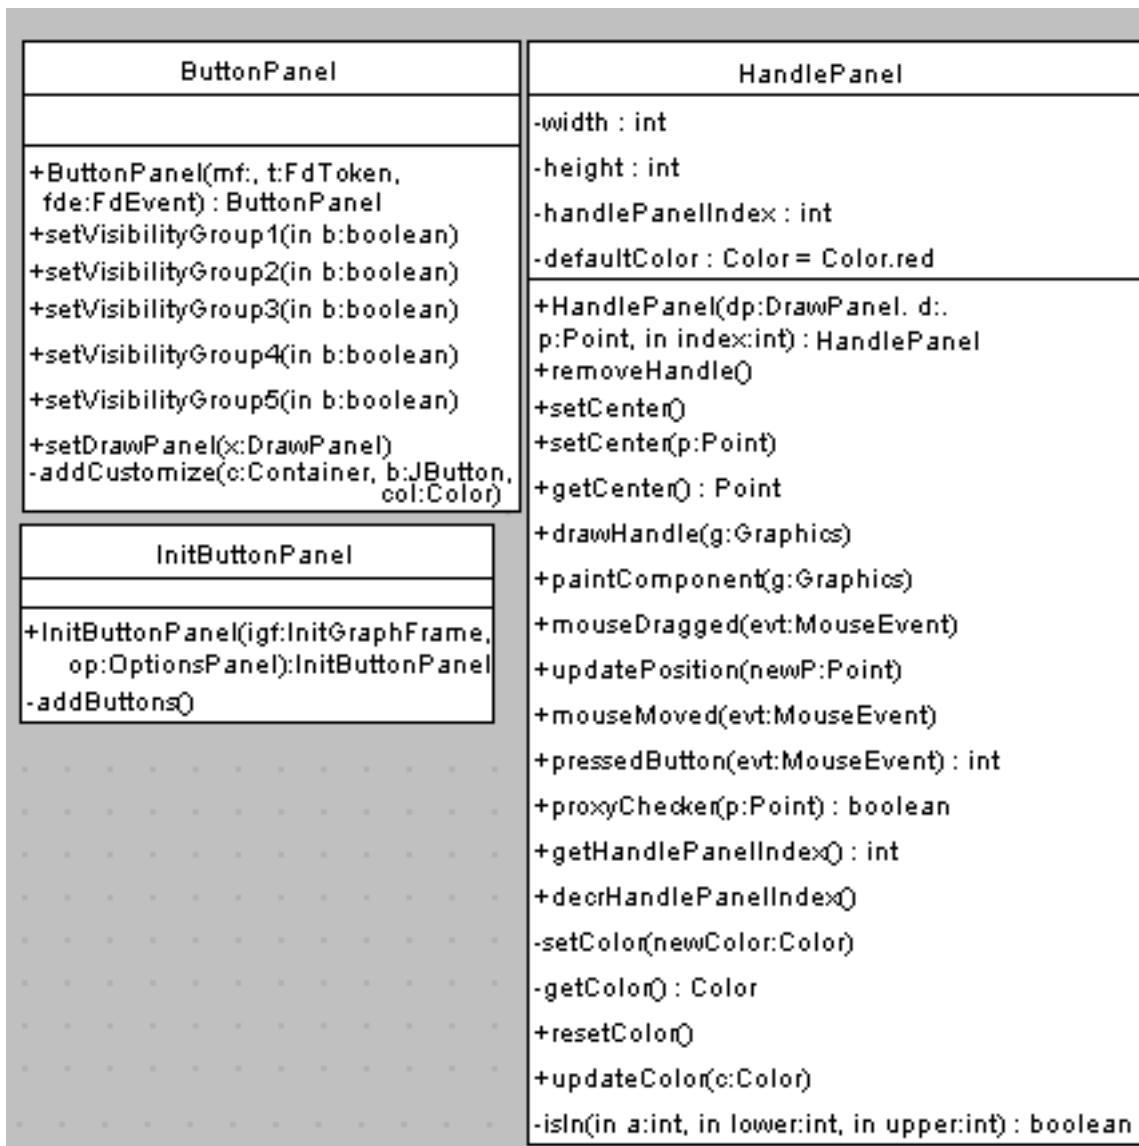 ButtonPanel
+ButtonPanel(mf:, t:FdToken,
fde:FdEvent) : ButtonPanel
+setVisibilityGroup1(in b:boolean)
+setVisibilityGroup2(in b:boolean)
+setVisibilityGroup3(in b:boolean)
+setVisibilityGroup4(in b:boolean)
+setVisibilityGroup5(in b:boolean)
+setDrawPanel(x:DrawPanel)
-addCustomize(c:Container, b:JButton,
col:Color)
InitButtonPanel
+InitButtonPanel(igf:InitGraphFrame,
op:OptionsPanel):InitButtonPanel
-addButtons()
HandlePanel
-width : int
-height : int
-handlePanelIndex : int
-defaultColor : Color = Color.red
+HandlePanel(dp:DrawPanel. d:.
p:Point, in index:int) : HandlePanel
+removeHandle()
+setCenter()
+setCenter(p:Point)
+getCenter() : Point
+drawHandle(g:Graphics)
+paintComponent(g:Graphics)
+mouseDragged(evt:MouseEvent)
+updatePosition(newP:Point)
+mouseMoved(evt:MouseEvent)
+pressedButton(evt:MouseEvent) : int
+proxyChecker(p:Point) : boolean
+getHandlePanelIndex() : int
+decrHandlePanelIndex()
-setColor(newColor:Color)
-getColor() : Color
+resetColor()
+updateColor(c:Color)
-isIn(in a:int, in lower:int, in upper:int) : boolean